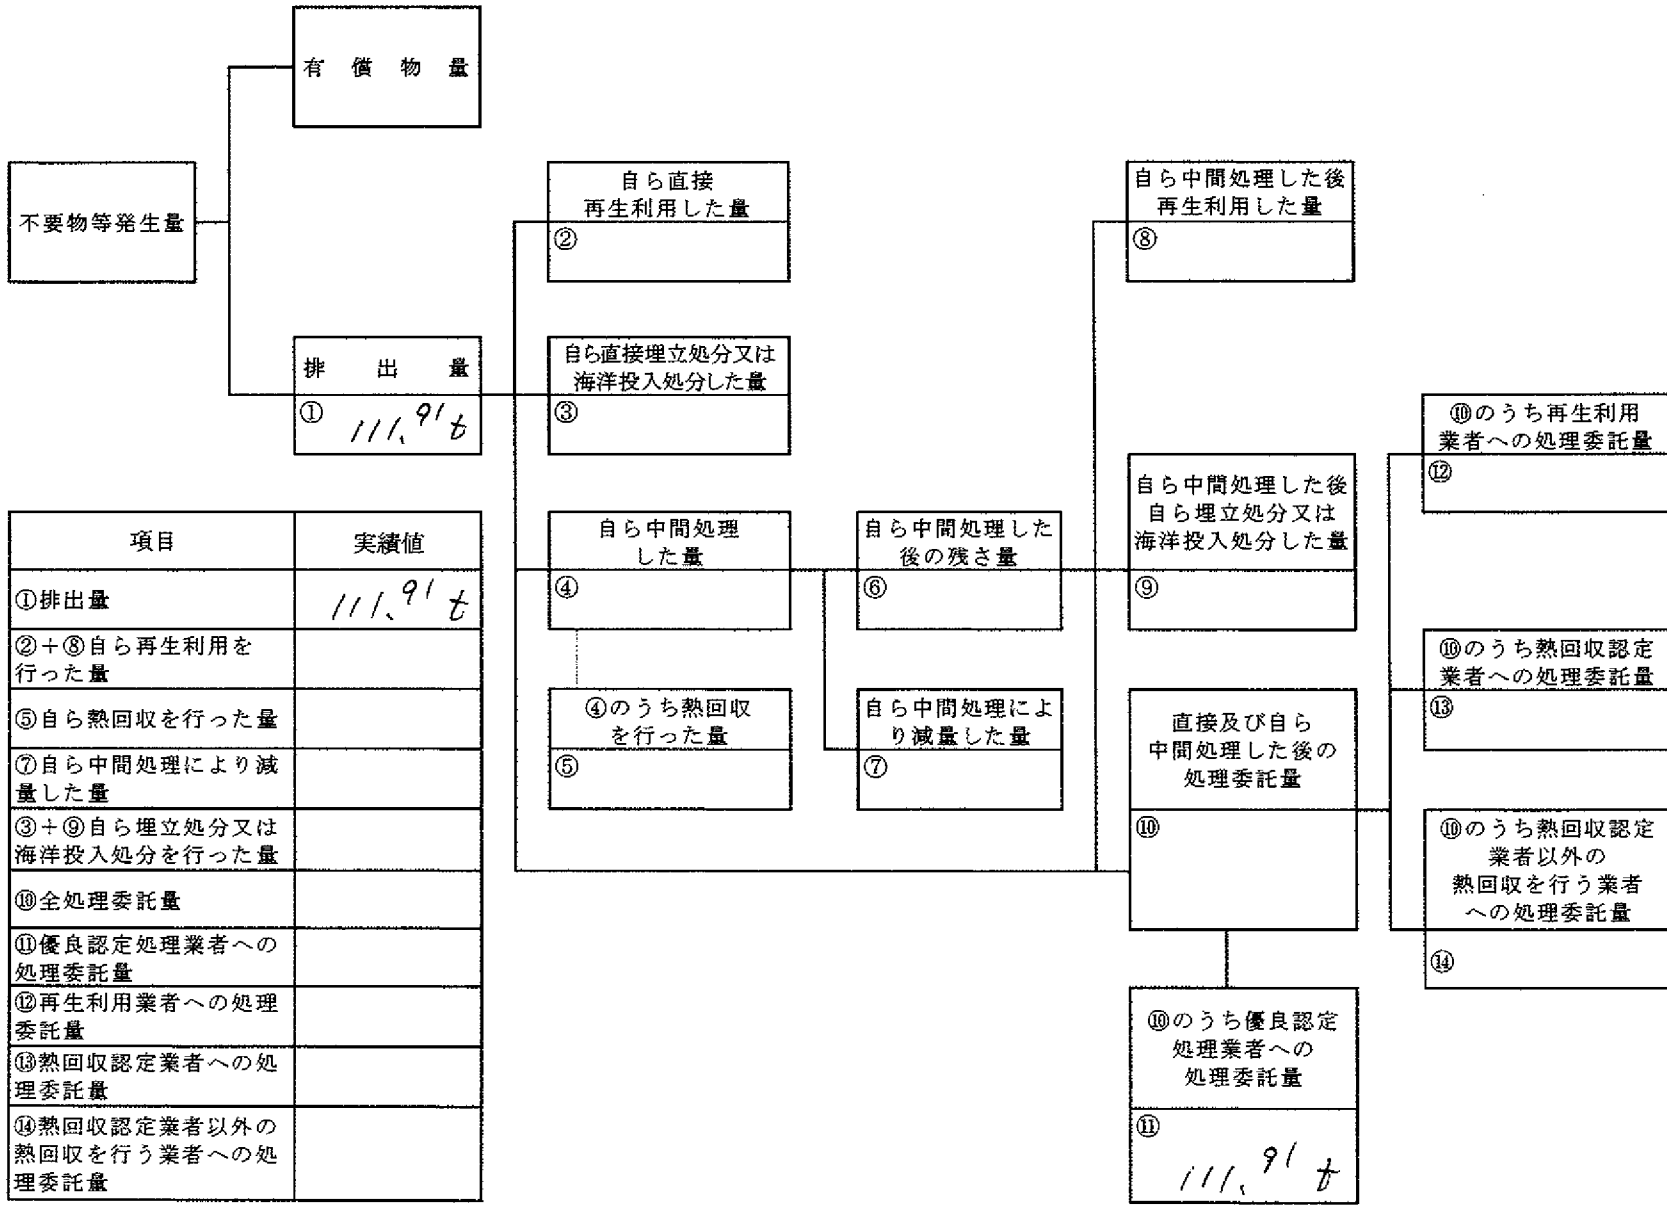 有償物量
不要物等発生量
排出量
① 111.91t
自ら直接
再生利用した量
②
自ら直接埋立処分又は
海洋投入処分した量
③
自ら中間処理
した量
④
④のうち熱回収
を行った量
⑤
自ら中間処理した
後の残さ量
⑥
自ら中間処理によ
り減量した量
⑦
自ら中間処理した後
再生利用した量
⑧
自ら中間処理した後
自ら埋立処分又は
海洋投入処分した量
⑨
直接及び自ら
中間処理した後の
処理委託量
⑩
⑩のうち優良認定
処理業者への
処理委託量
⑪
111.91t
⑩のうち再生利用
業者への処理委託量
⑫
⑩のうち熱回収認定
業者への処理委託量
⑬
⑩のうち熱回収認定
業者以外の
熱回収を行う業者
への処理委託量
⑭
項目 実績値
①排出量 111.91t
②+⑧自ら再生利用を
行った量
⑤自ら熱回収を行った量
⑦自ら中間処理により減
量した量
③+⑨自ら埋立処分又は
海洋投入処分を行った量
⑩全処理委託量
⑪優良認定処理業者への
処理委託量
⑫再生利用業者への処理
委託量
⑬熱回収認定業者への処
理委託量
⑭熱回収認定業者以外の
熱回収を行う業者への処
理委託量